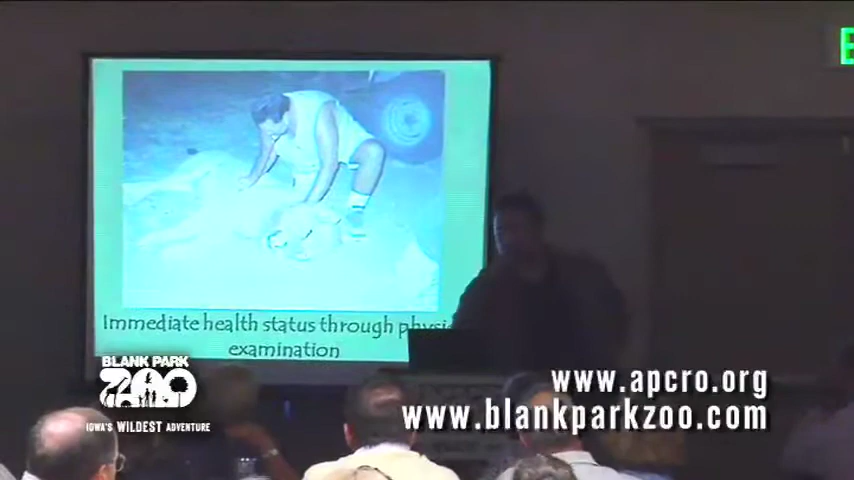 E
Immediate health status through physi
examination
BLANK PARK
ZOO
IOWA'S WILDEST ADVENTURE
www.apcro.org
www.blankparkzoo.com